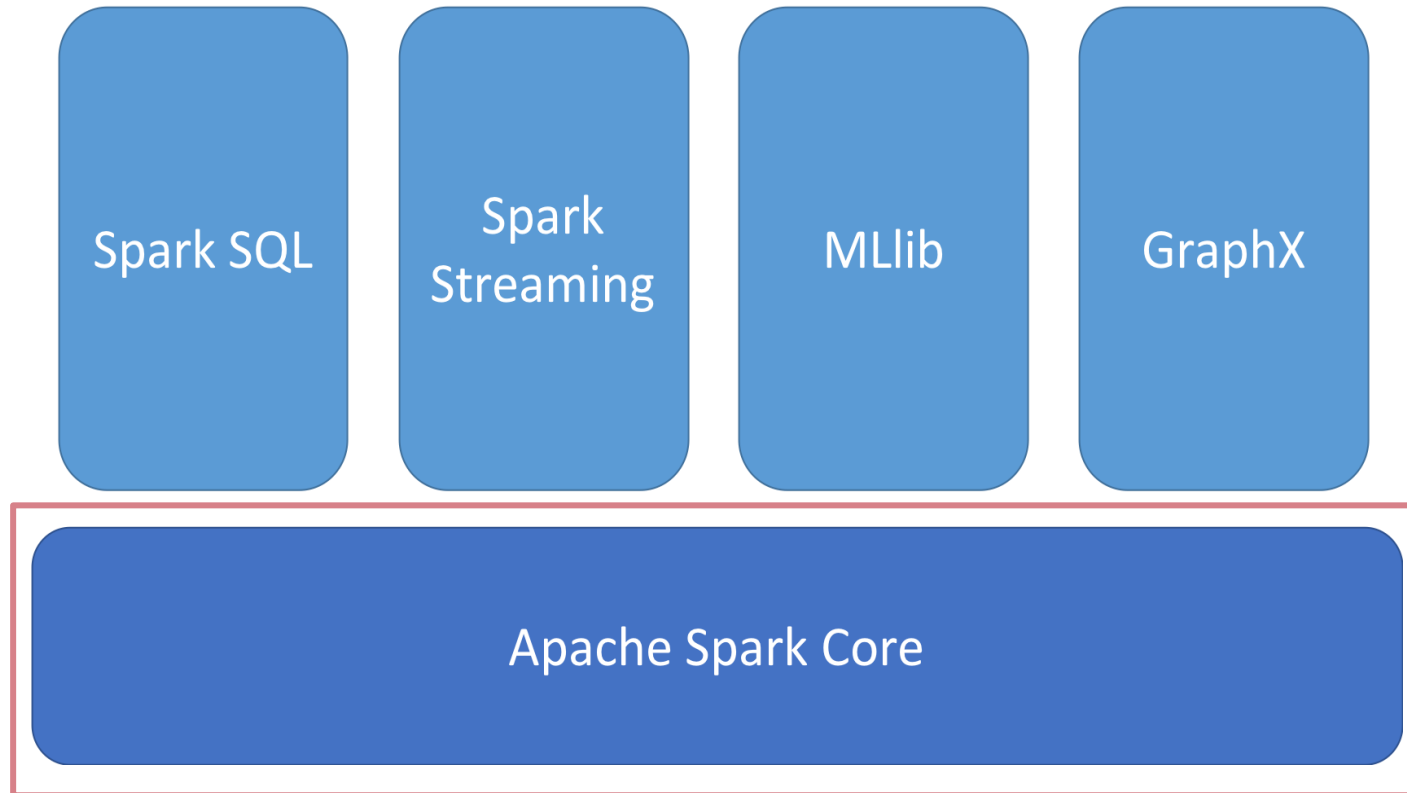 Spark SQL
Spark
Streaming
MLlib
GraphX
Apache Spark Core